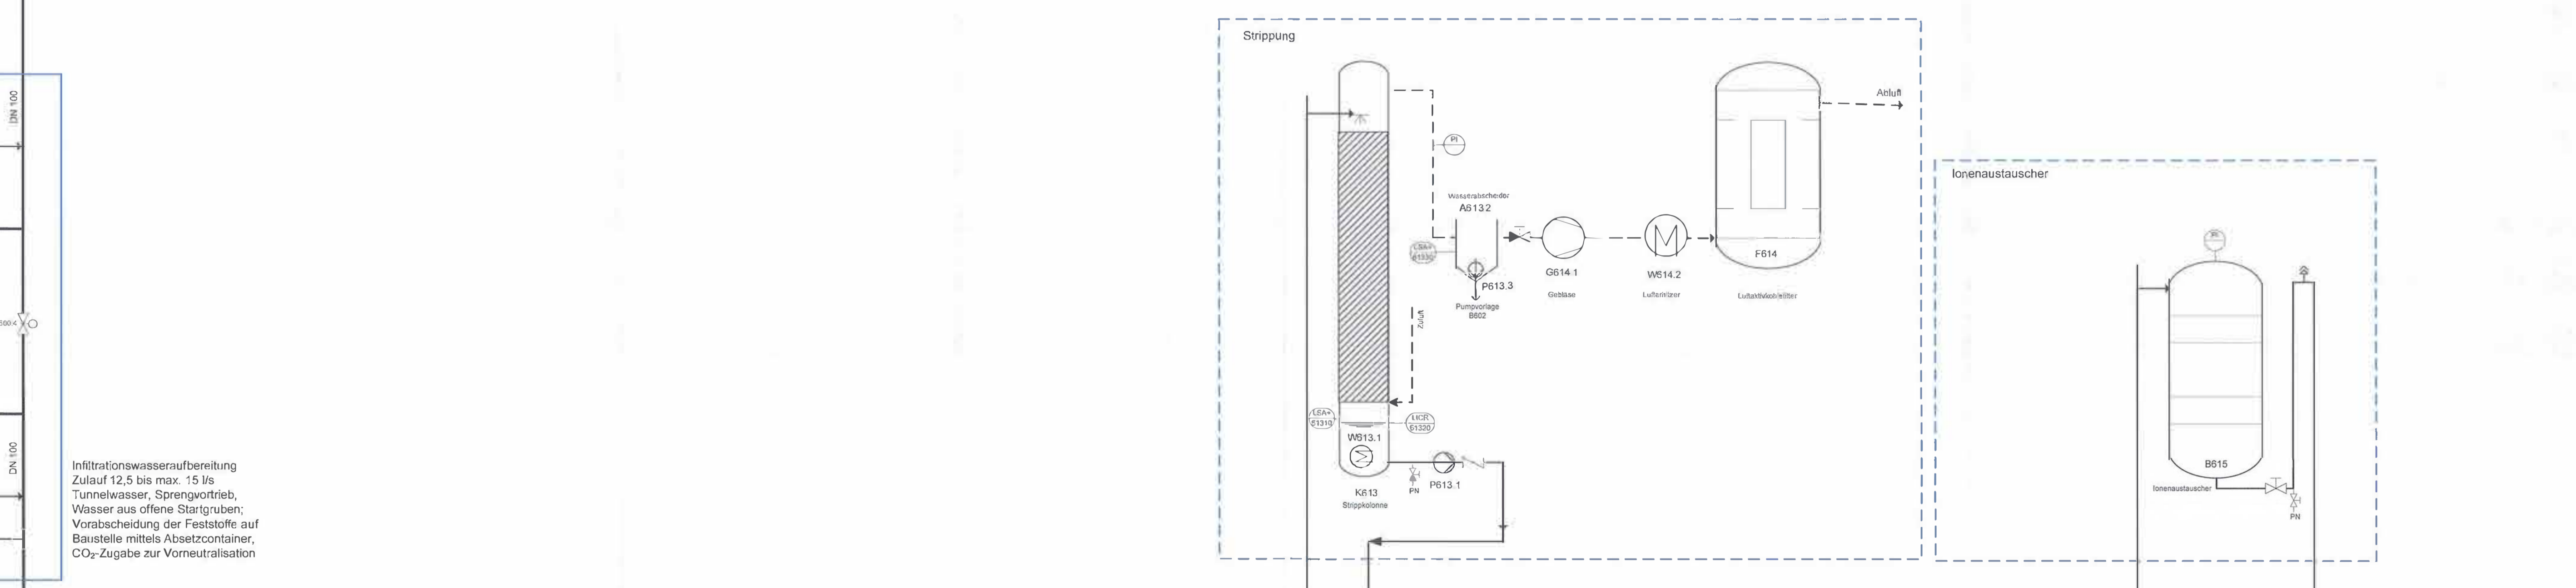 DN 100
DN 100
Infiltrationswasseraufbereitung
Zulauf 12,5 bis max. 15 l/s
Tunnelwasser, Sprengvortrieb,
Wasser aus offene Startgruben;
Vorabscheidung der Feststoffe auf
Baustelle mittels Absetzcontainer,
CO₂-Zugabe zur Vorneutralisation
Strippung
PI
Wasserabscheider
A613.2
LSA+
61330
P613.3
Pumpvorlage
B602
G614.1
Gebläse
W614.2
Lufterhitzer
F614
Luftaktivkohlefilter
Abluft
Zuluft
LSA+
61310
LICR
61320
W613.1
K613
Strippkolonne
PN
P613.1
Ionenaustauscher
B615
Ionenaustauscher
PN